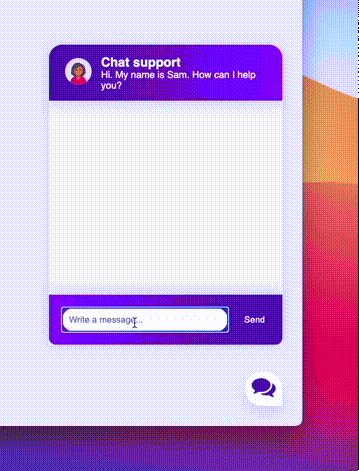 Chat support
Hi. My name is Sam. How can I help
you?
Write a message...
Send